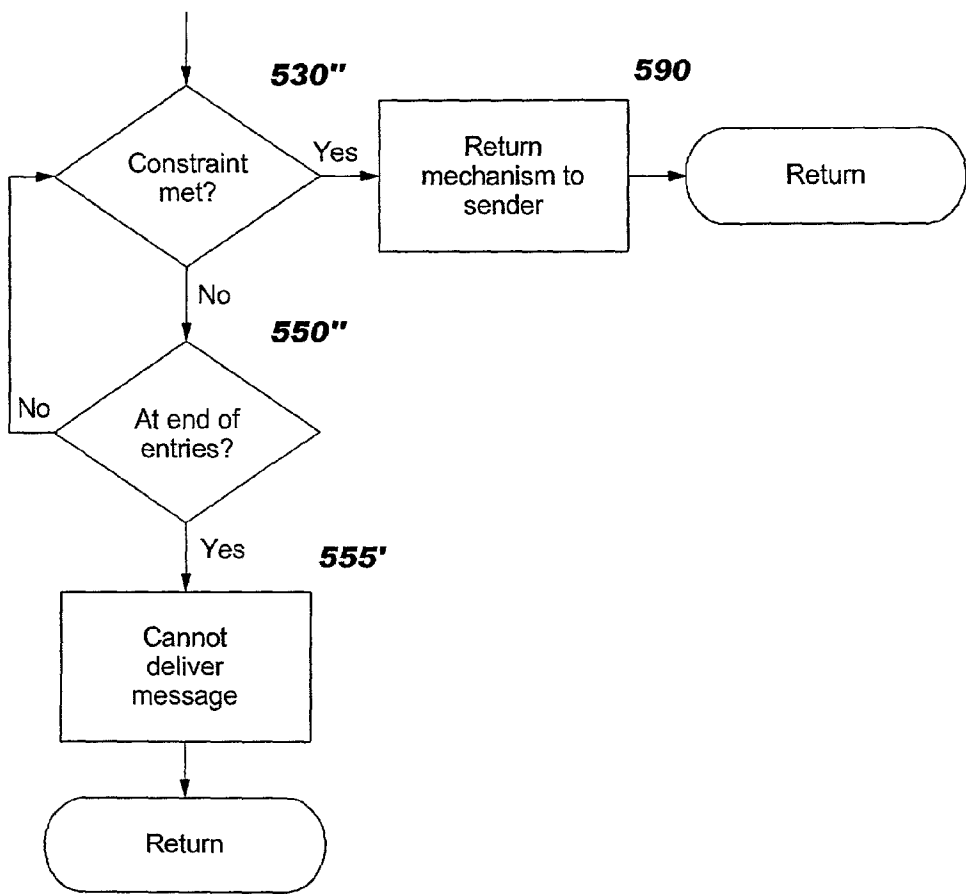 530"
590
Constraint
met?
Yes
Return
mechanism to
sender
Return
No
550"
No
At end of
entries?
Yes
555'
Cannot
deliver
message
Return